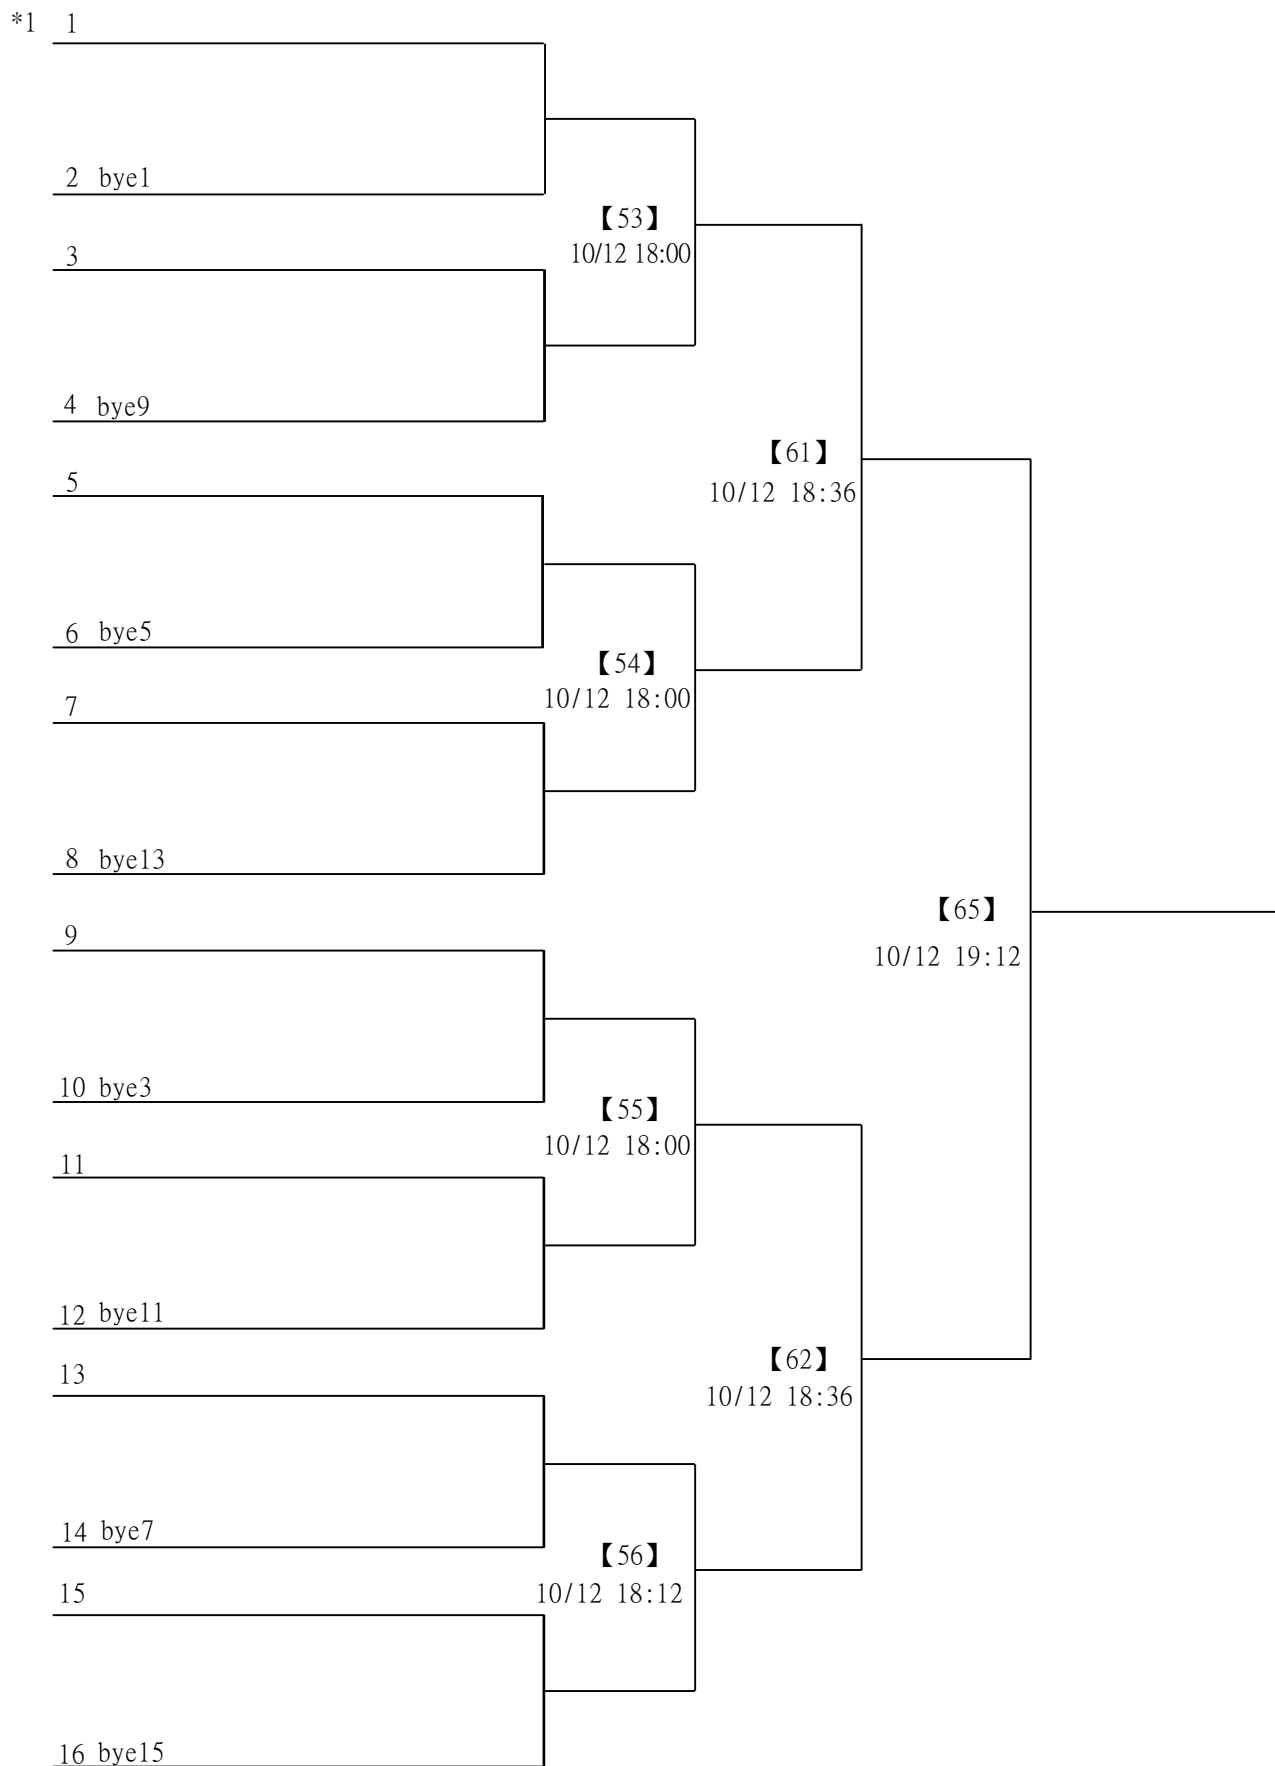 *1 1
2 bye1
【53】
10/12 18:00
3
4 bye9
【61】
10/12 18:36
5
6 bye5
【54】
10/12 18:00
7
8 bye13
【65】
10/12 19:12
9
10 bye3
【55】
10/12 18:00
11
12 bye11
【62】
10/12 18:36
13
14 bye7
【56】
10/12 18:12
15
16 bye15